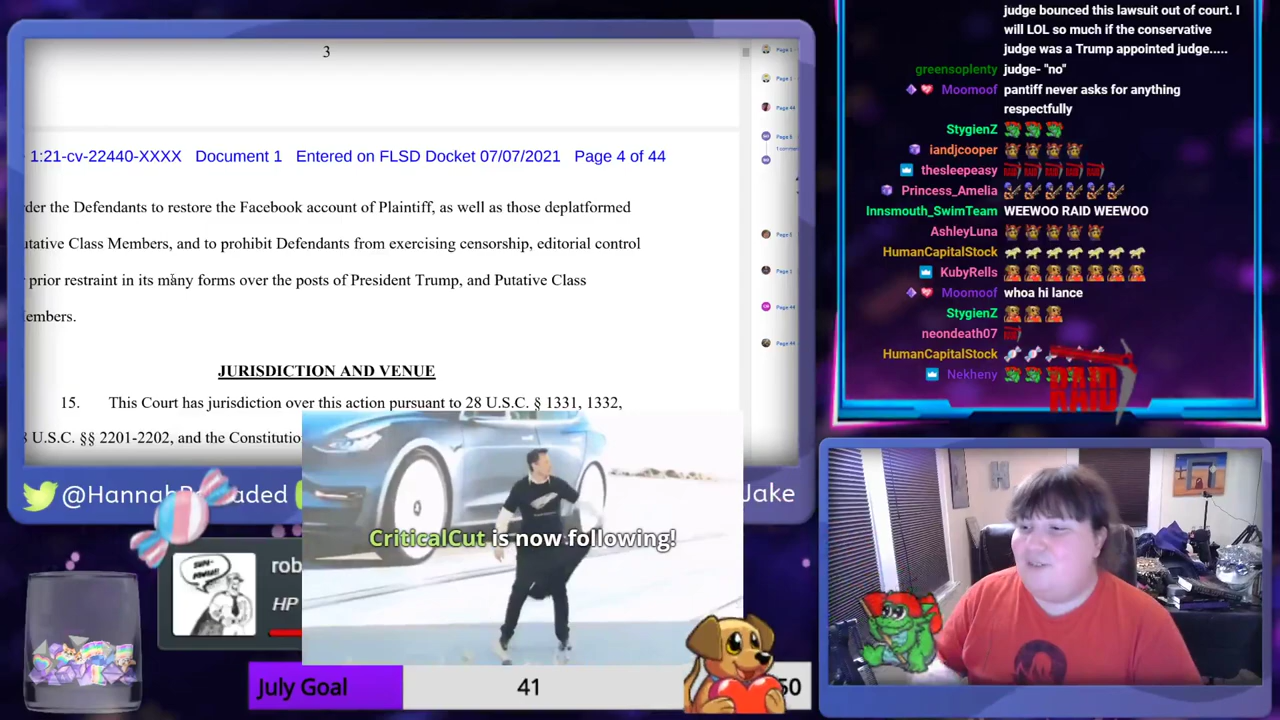 3
1:21-cv-22440-XXXX Document 1 Entered on FLSD Docket 07/07/2021 Page 4 of 44
der the Defendants to restore the Facebook account of Plaintiff, as well as those deplatformed
utative Class Members, and to prohibit Defendants from exercising censorship, editorial control
prior restraint in its many forms over the posts of President Trump, and Putative Class
embers.
JURISDICTION AND VENUE
15. This Court has jurisdiction over this action pursuant to 28 U.S.C. § 1331, 1332,
U.S.C. §§ 2201-2202, and the Constitutio
CriticalCut is now following!
rob
HP
July Goal 41 50
judge bounced this lawsuit out of court. I
will LOL so much if the conservative
judge was a Trump appointed judge.....
greensoplenty judge- "no"
Moomoof pantiff never asks for anything
respectfully
StygienZ
iandjcooper
thesleepeasy
Princess_Amelia
Innsmouth_SwimTeam WEEWOO RAID WEEWOO
AshleyLuna
HumanCapitalStock
KubyRells
Moomoof whoa hi lance
StygienZ
neondeath07
HumanCapitalStock
Nekheny
RAID